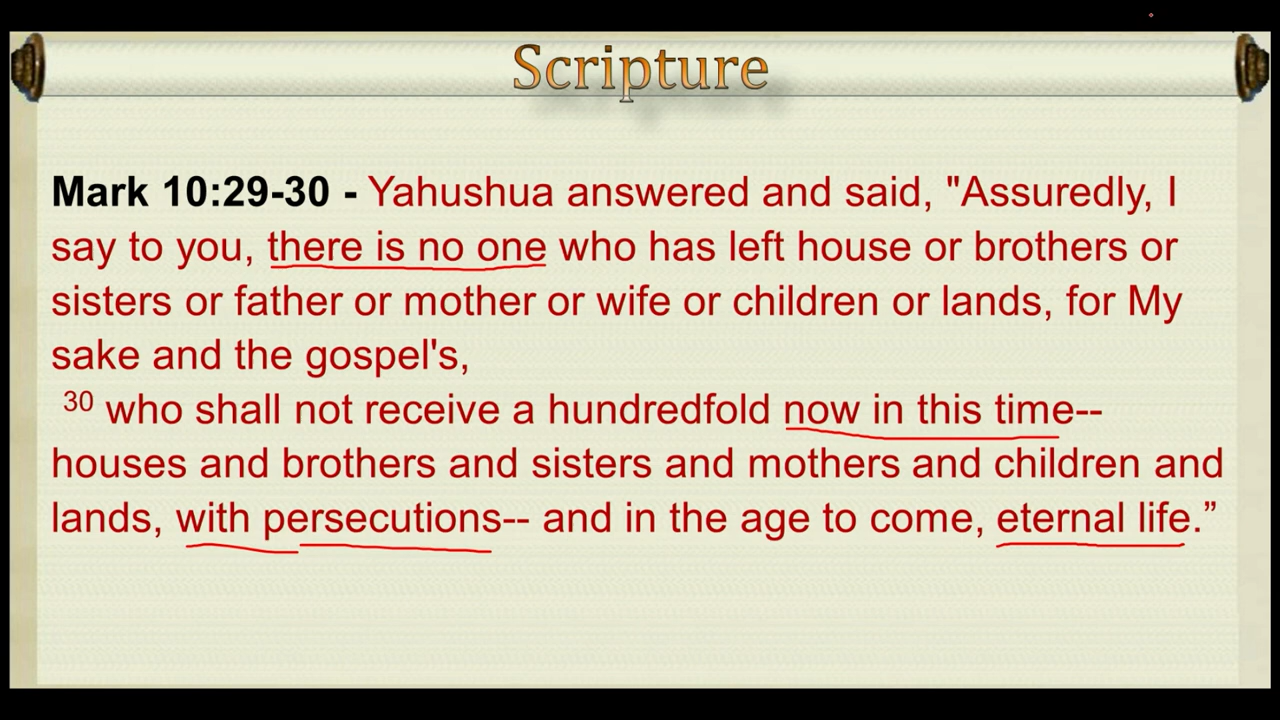 Scripture
Mark 10:29-30 - Yahushua answered and said, "Assuredly, I
say to you, there is no one who has left house or brothers or
sisters or father or mother or wife or children or lands, for My
sake and the gospel's,
30 who shall not receive a hundredfold now in this time--
houses and brothers and sisters and mothers and children and
lands, with persecutions-- and in the age to come, eternal life.”